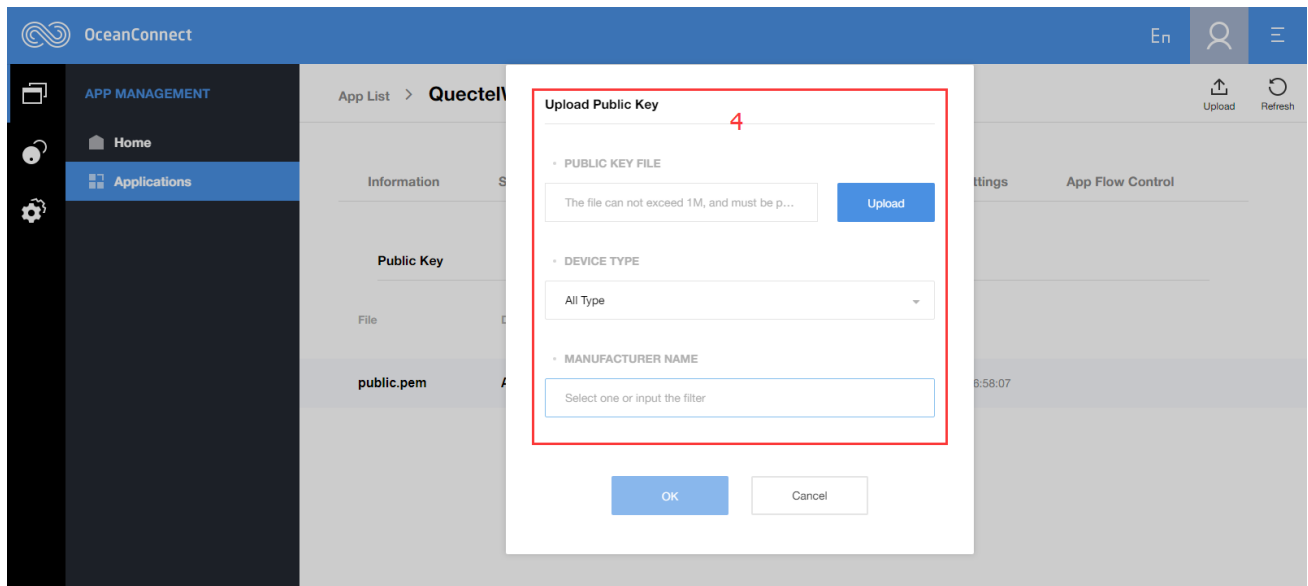 OceanConnect
En
APP MANAGEMENT
Home
Applications
App List > Quectel
Upload
Refresh
Information
ttings
App Flow Control
Public Key
File
public.pem
6:58:07
Upload Public Key
4
PUBLIC KEY FILE
The file can not exceed 1M, and must be p...
Upload
DEVICE TYPE
All Type
MANUFACTURER NAME
Select one or input the filter
OK
Cancel